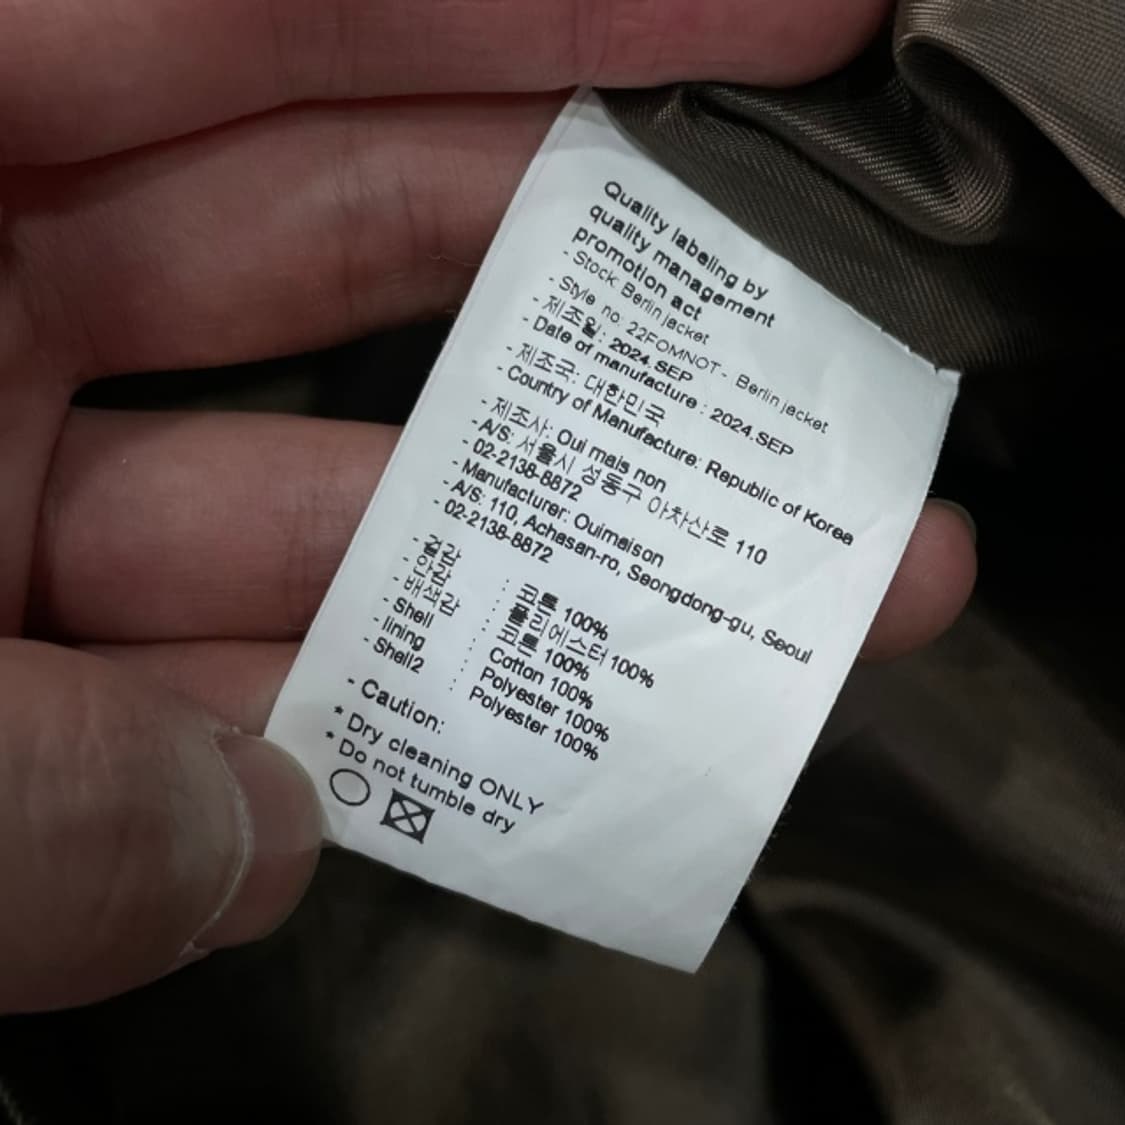 Quality labeling by
quality management
promotion act
- Stock: Berlin jacket
- Style no: 22FOMNOT - Berlin jacket
- 제조일: 2024.SEP
- Date of manufacture : 2024.SEP
- 제조국: 대한민국
- Country of Manufacture: Republic of Korea
- 제조사: Oui mais non
- A/S: 서울시 성동구 아차산로 110
- 02-2138-8872
- Manufacturer: Ouimaison
- A/S: 110, Achasan-ro, Seongdong-gu, Seoul
- 02-2138-8872
- 겉감 : 코튼 100%
- 안감 : 폴리에스터 100%
- 배색감 : 코튼 100%
- Shell : Cotton 100%
- lining : Polyester 100%
- Shell2 : Polyester 100%
- Caution:
* Dry cleaning ONLY
* Do not tumble dry